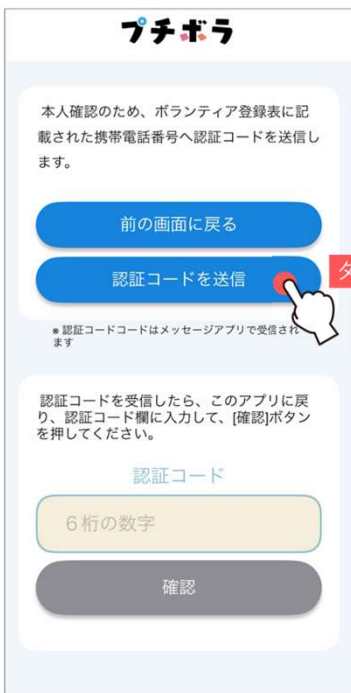 プチボラ
本人確認のため、ボランティア登録表に記
載された携帯電話番号へ認証コードを送信し
ます。
前の画面に戻る
認証コードを送信
※認証コードコードはメッセージアプリで受信され
ます
認証コードを受信したら、このアプリに戻
り、認証コード欄に入力して、[確認]ボタン
を押してください。
認証コード
6桁の数字
確認